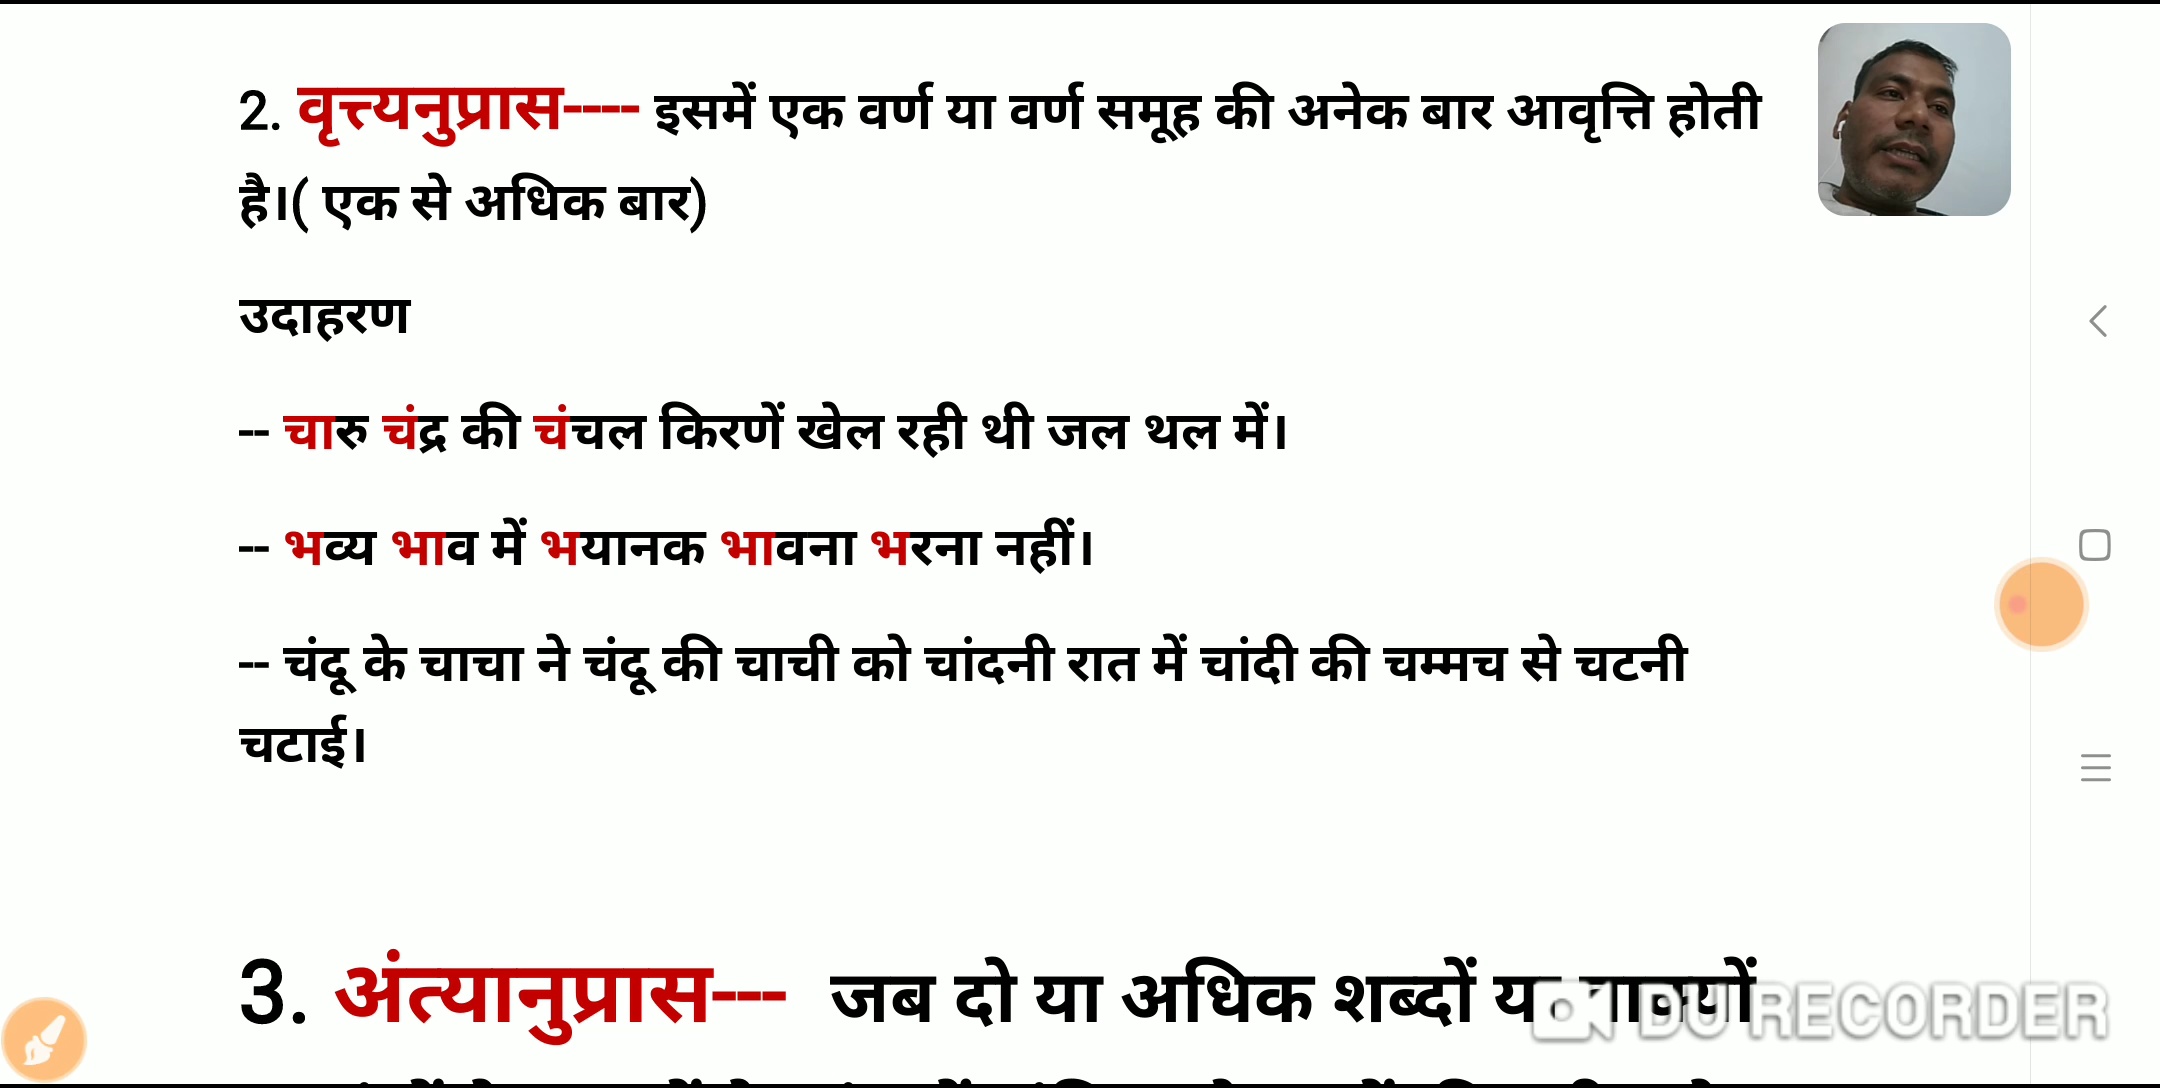 2. वृत्त्यनुप्रास---- इसमें एक वर्ण या वर्ण समूह की अनेक बार आवृत्ति होती
है।( एक से अधिक बार)
उदाहरण
-- चारु चंद्र की चंचल किरणें खेल रही थी जल थल में।
-- भव्य भाव में भयानक भावना भरना नहीं।
-- चंदू के चाचा ने चंदू की चाची को चांदनी रात में चांदी की चम्मच से चटनी
चटाई।
3. अंत्यानुप्रास--- जब दो या अधिक शब्दों या वाक्यों
DU RECORDER